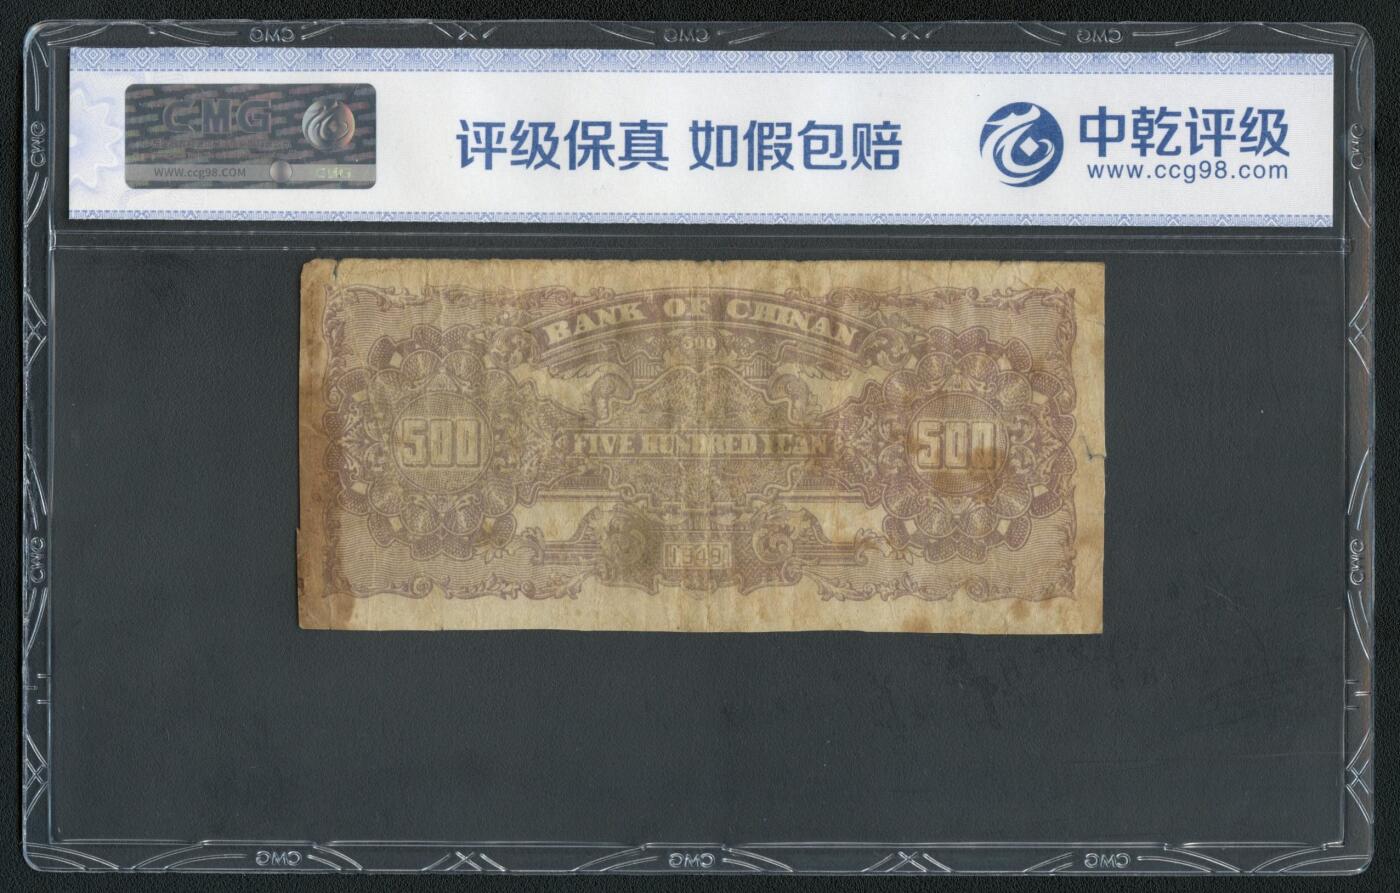 CMG
www.ccg98.COM
CMG
评级保真 如假包赔
中乾评级
www.ccg98.com
BANK OF CHINAN
500
FIVE HUNDRED YUAN
500
500
1949